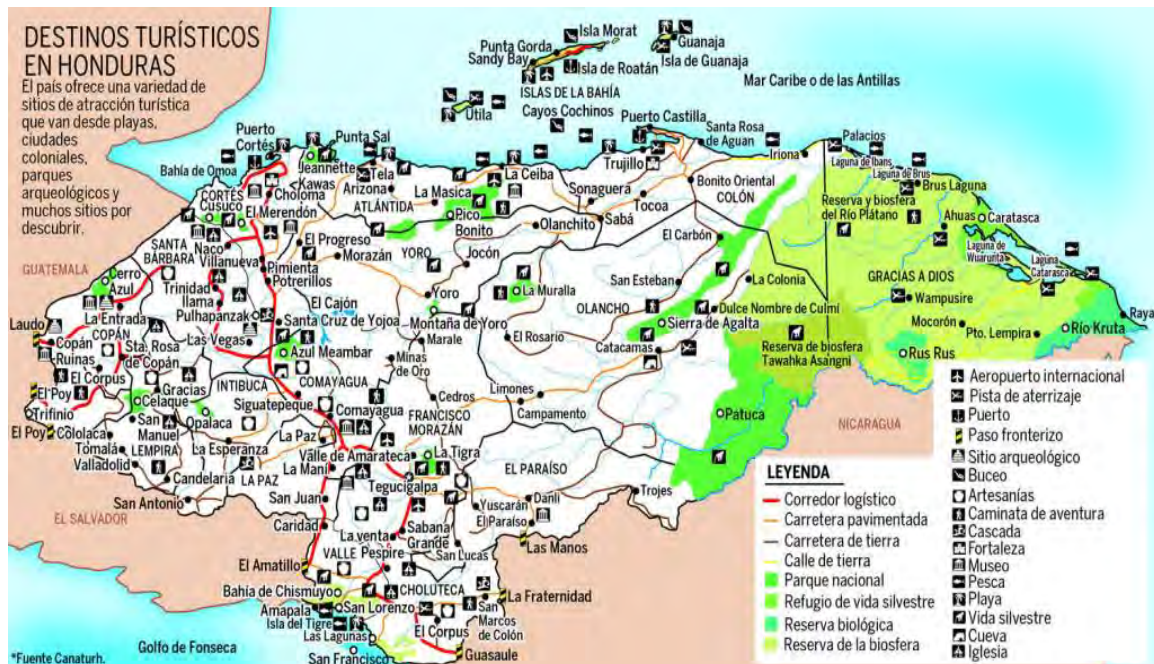 DESTINOS TURÍSTICOS
EN HONDURAS
El país ofrece una variedad de
sitios de atracción turística
que van desde playas,
ciudades
coloniales,
parques
arqueológicos y
muchos sitios por
descubrir.
Isla Morat
Punta Gorda
Sandy Bay
Guanaja
Isla de Roatán
Isla de Guanaja
ISLAS DE LA BAHÍA
Mar Caribe o de las Antillas
Útila
Cayos Cochinos
Puerto Castilla
Puerto
Cortés
Punta Sal
Santa Rosa
de Aguan
Palacios
Bahía de Omoa
Jeannette
Kawas
Tela
La Ceiba
Trujillo
Iriona
Laguna de Ibans
Laguna de Brus
CORTÉS
Choloma
Arizona
La Masica
Sonaguera
Bonito Oriental
COLÓN
Brus Laguna
Cusuco
El Merendón
ATLÁNTIDA
Pico
Bonito
Olanchito
Sabá
Tocoa
Reserva y biosfera
del Río Plátano
Ahuas
Caratasca
SANTA
BÁRBARA
Naco
Villanueva
El Progreso
Morazán
YORO
Jocón
El Carbón
Laguna de
Wuarunta
Laguna
Catarasca
GUATEMALA
Cerro
Azul
Pimienta
Potrerillos
San Esteban
La Colonia
GRACIAS A DIOS
Trinidad
Ilama
Yoro
La Muralla
OLANCHO
Wampusire
La Entrada
Pulhapanzak
El Cajón
Montaña de Yoro
Dulce Nombre de Culmí
Raya
Laudo
Copán
Ruinas
COPÁN
Sta. Rosa
de Copán
Las Vegas
Santa Cruz de Yojoa
Marale
El Rosario
Sierra de Agalta
Mocorón
Pto. Lempira
Río Kruta
Azul Meambar
Minas
de Oro
Catacamas
Reserva de biosfera
Tawahka Asangni
Rus Rus
El Corpus
Gracias
INTIBUCA
COMAYAGUA
Limones
El Poy
Celaque
Siguatepeque
Cedros
Campamento
Trifinio
San
Manuel
Opalaca
Comayagua
FRANCISCO
MORAZÁN
Patuca
NICARAGUA
El Poy
Cololaca
LEMPIRA
La Esperanza
La Paz
Valle de Amarateca
La Tigra
Tomalá
Valladolid
Candelaria
LA PAZ
La Maní
Tegucigalpa
EL PARAÍSO
San Antonio
San Juan
Yuscarán
Danlí
Trojes
EL SALVADOR
Caridad
Sabana
Grande
El Paraíso
La venta
San Lucas
Las Manos
El Amatillo
VALLE
Pespire
Bahía de Chismuyo
CHOLUTECA
La Fraternidad
Amapala
Isla del Tigre
San Lorenzo
San
Marcos
de Colón
Las Lagunas
El Corpus
Golfo de Fonseca
San Francisco
Guasaule
*Fuente Canaturh.
LEYENDA
Corredor logístico
Carretera pavimentada
Carretera de tierra
Calle de tierra
Parque nacional
Refugio de vida silvestre
Reserva biológica
Reserva de la biosfera
Aeropuerto internacional
Pista de aterrizaje
Puerto
Paso fronterizo
Sitio arqueológico
Buceo
Artesanías
Caminata de aventura
Cascada
Fortaleza
Museo
Pesca
Playa
Vida silvestre
Cueva
Iglesia